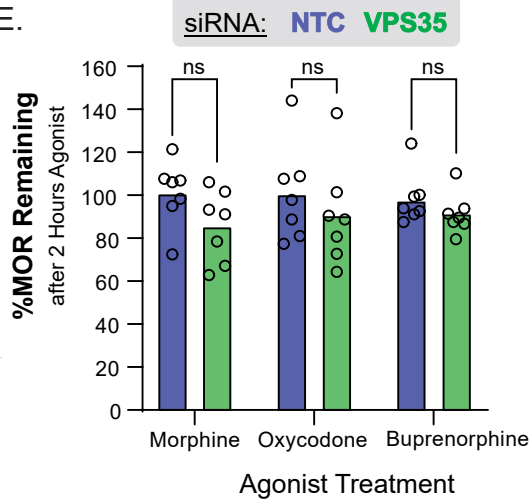 E.
siRNA: NTC VPS35
%MOR Remaining
after 2 Hours Agonist
160
140
120
100
80
60
40
20
0
ns
ns
ns
Morphine Oxycodone Buprenorphine
Agonist Treatment